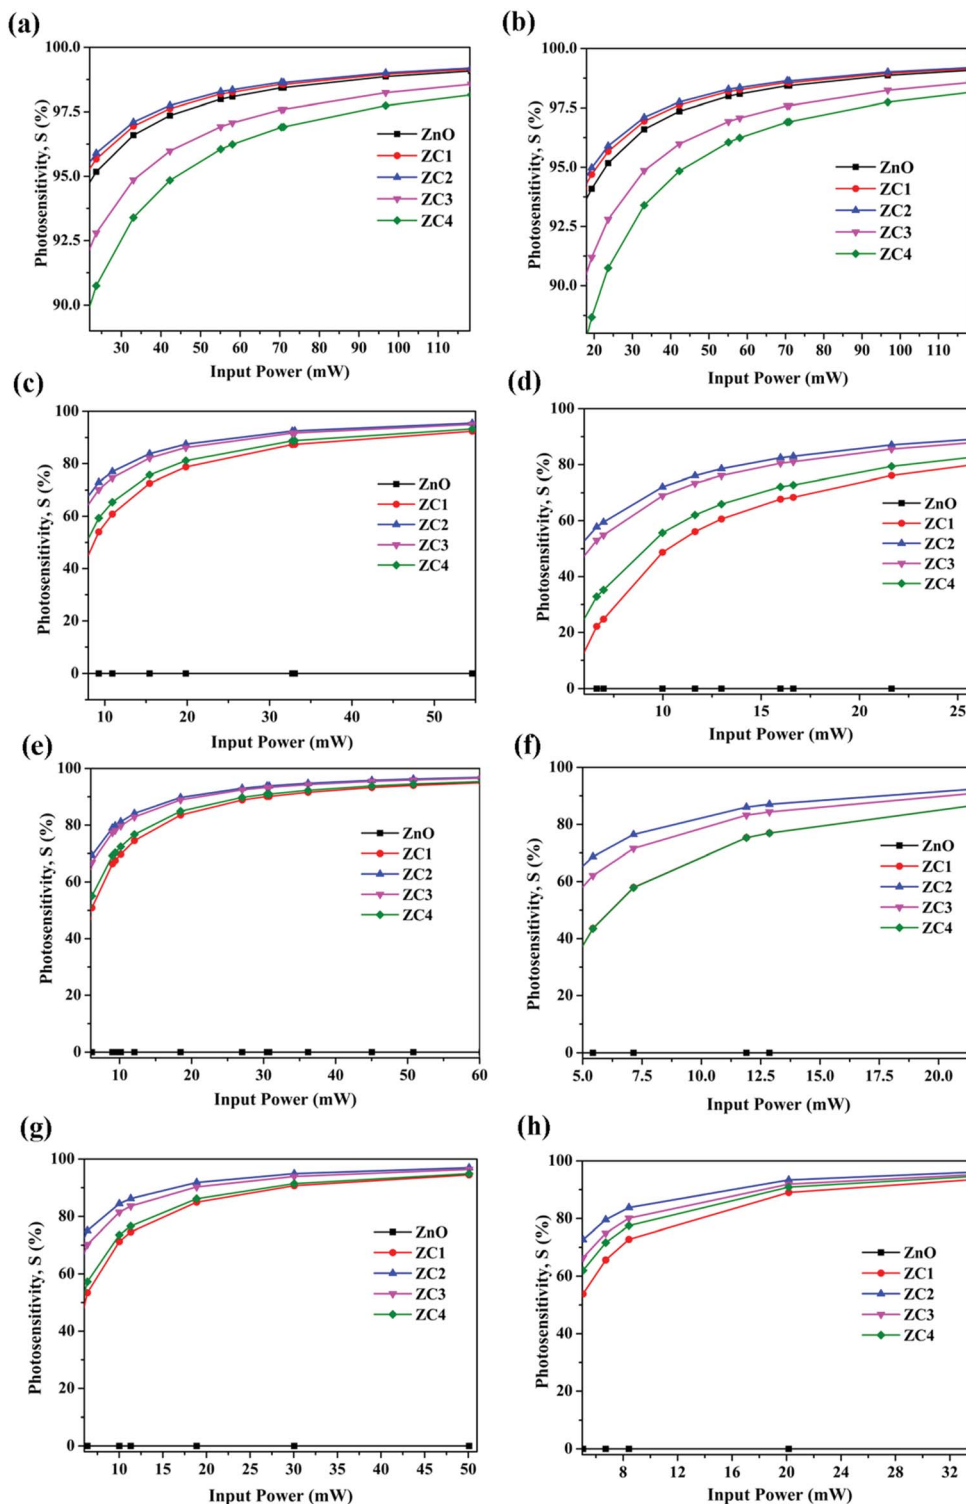 (a)
100.0
97.5
95.0
92.5
90.0
Photosensitivity, S (%)
ZnO
ZC1
ZC2
ZC3
ZC4
30 40 50 60 70 80 90 100 110
Input Power (mW)
(b)
100.0
97.5
95.0
92.5
90.0
Photosensitivity, S (%)
ZnO
ZC1
ZC2
ZC3
ZC4
20 30 40 50 60 70 80 90 100 110
Input Power (mW)
(c)
100
80
60
40
20
0
Photosensitivity, S (%)
ZnO
ZC1
ZC2
ZC3
ZC4
10 20 30 40 50
Input Power (mW)
(d)
100
80
60
40
20
0
Photosensitivity, S (%)
ZnO
ZC1
ZC2
ZC3
ZC4
10 15 20 25
Input Power (mW)
(e)
100
80
60
40
20
0
Photosensitivity, S (%)
ZnO
ZC1
ZC2
ZC3
ZC4
10 20 30 40 50 60
Input Power (mW)
(f)
100
80
60
40
20
0
Photosensitivity, S (%)
ZnO
ZC1
ZC2
ZC3
ZC4
5.0 7.5 10.0 12.5 15.0 17.5 20.0
Input Power (mW)
(g)
100
80
60
40
20
0
Photosensitivity, S (%)
ZnO
ZC1
ZC2
ZC3
ZC4
10 20 30 40 50
Input Power (mW)
(h)
100
80
60
40
20
0
Photosensitivity, S (%)
ZnO
ZC1
ZC2
ZC3
ZC4
8 12 16 20 24 28 32
Input Power (mW)